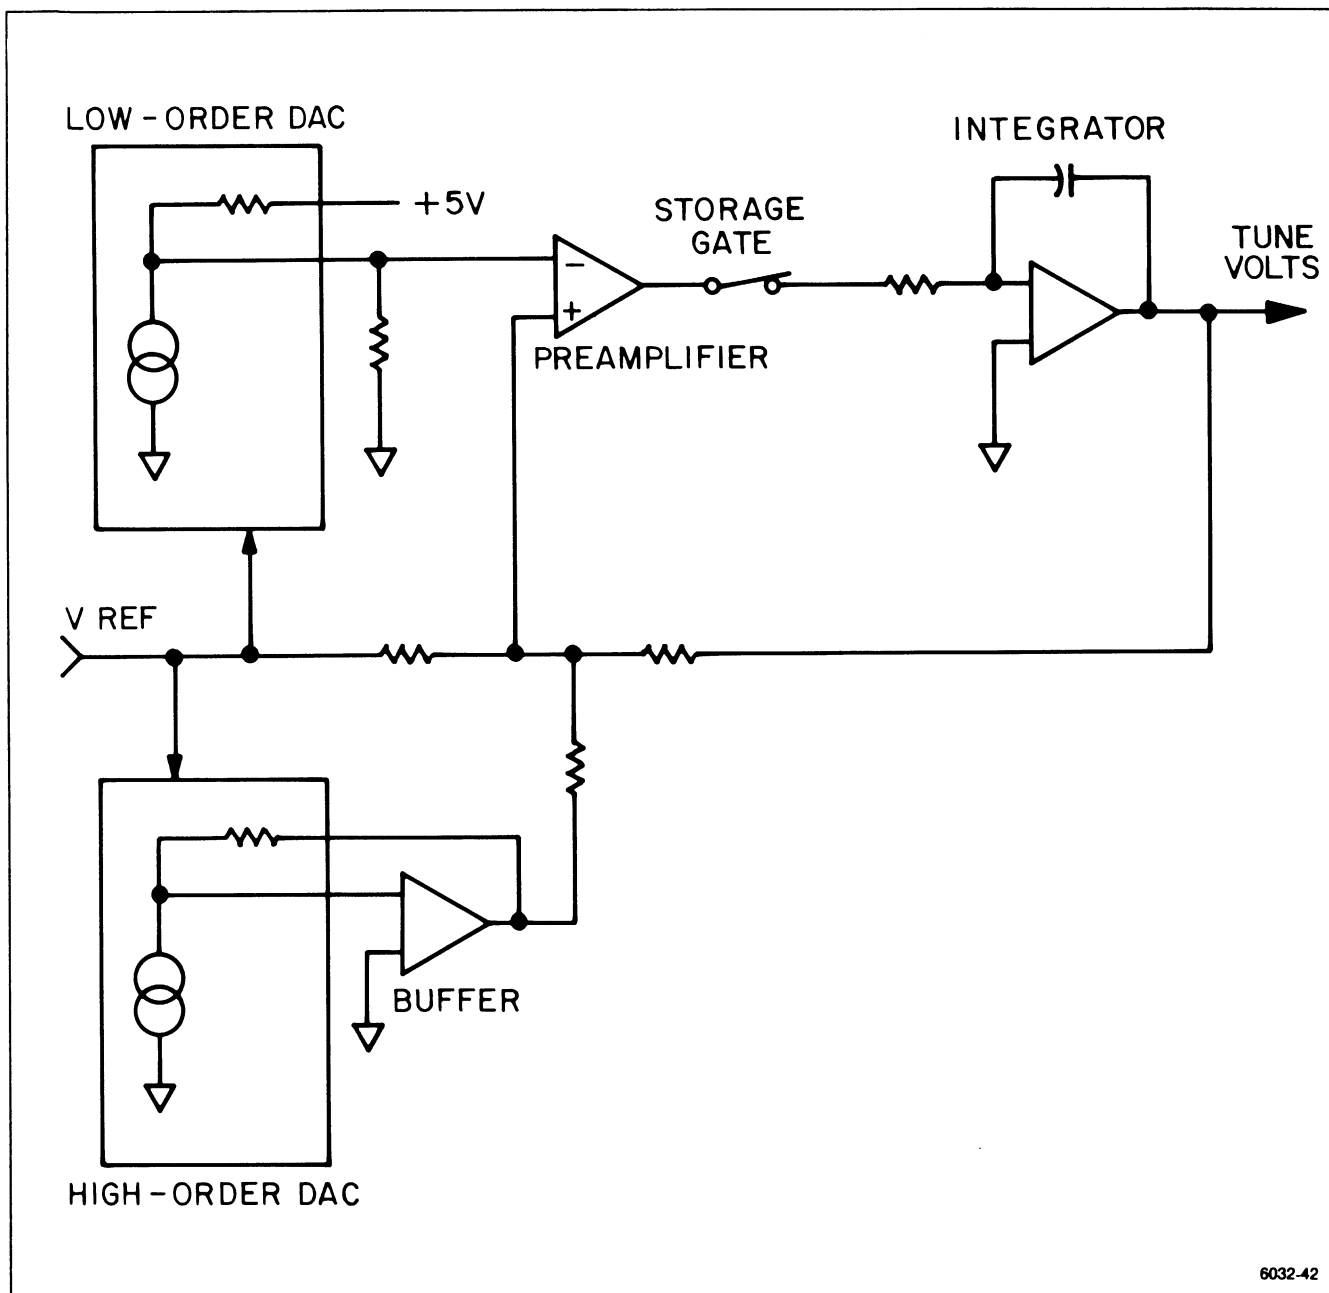 LOW-ORDER DAC
+5V
INTEGRATOR
STORAGE
GATE
TUNE
VOLTS
−
+
PREAMPLIFIER
V REF
BUFFER
HIGH-ORDER DAC
6032-42